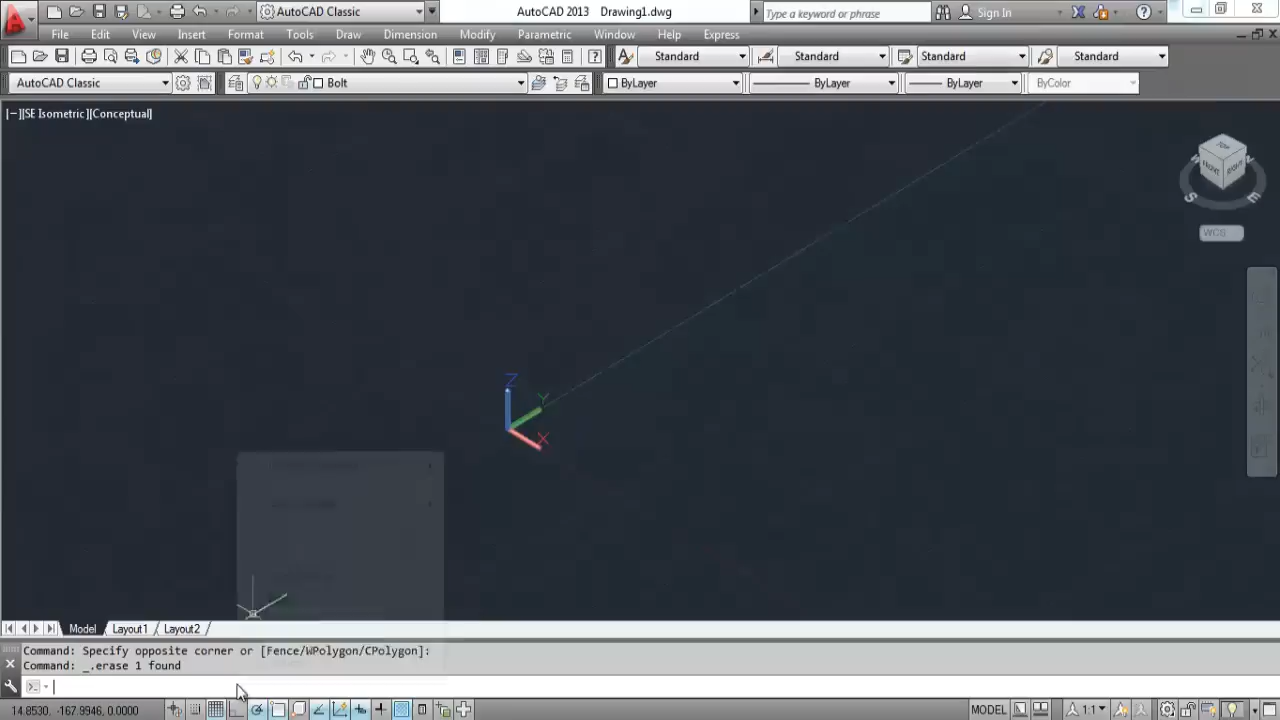 AutoCAD Classic AutoCAD 2013 Drawing1.dwg Type a keyword or phrase Sign In
File Edit View Insert Format Tools Draw Dimension Modify Parametric Window Help Express
Standard Standard Standard Standard
AutoCAD Classic Bolt ByLayer ByLayer ByLayer ByColor
[−][SE Isometric][Conceptual]
TOP
FRONT RIGHT
S E
WCS
Z
Y
X
Model Layout1 Layout2
Command: Specify opposite corner or [Fence/WPolygon/CPolygon]:
Command: _.erase 1 found
14.8530, -167.9946, 0.0000 MODEL 1:1